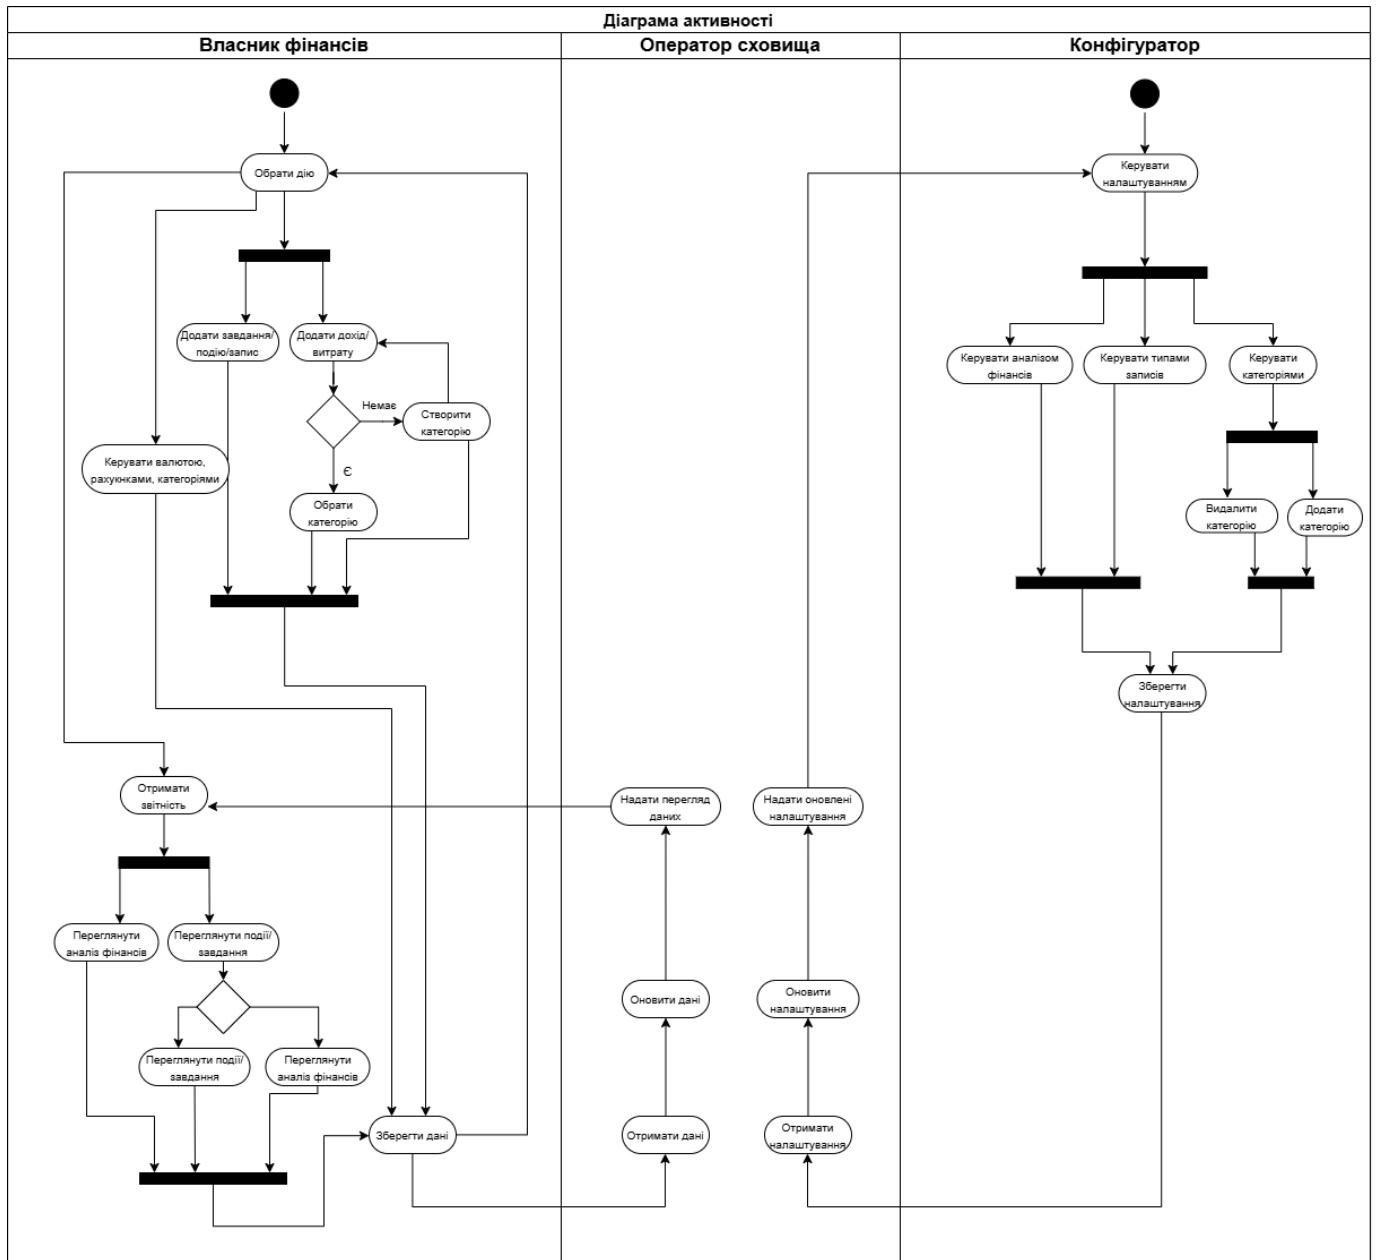 Діаграма активності
Власник фінансів
Оператор сховища
Конфігуратор
Обрати дію
Керувати
налаштуванням
Додати завдання/
подію/запис
Додати дохід/
витрату
Немає
Створити
категорію
Керувати валютою,
рахукнками, категоріями
Є
Обрати
категорію
Керувати аналізом
фінансів
Керувати типами
записів
Керувати
категоріями
Видалити
категорію
Додати
категорію
Зберегти
налаштування
Отримати
звітність
Надати перегляд
даних
Надати оновлені
налаштування
Переглянути
аналіз фінансів
Переглянути події/
завдання
Оновити дані
Оновити
налаштування
Переглянути події/
завдання
Переглянути
аналіз фінансів
Зберегти дані
Отримати дані
Отримати
налаштування